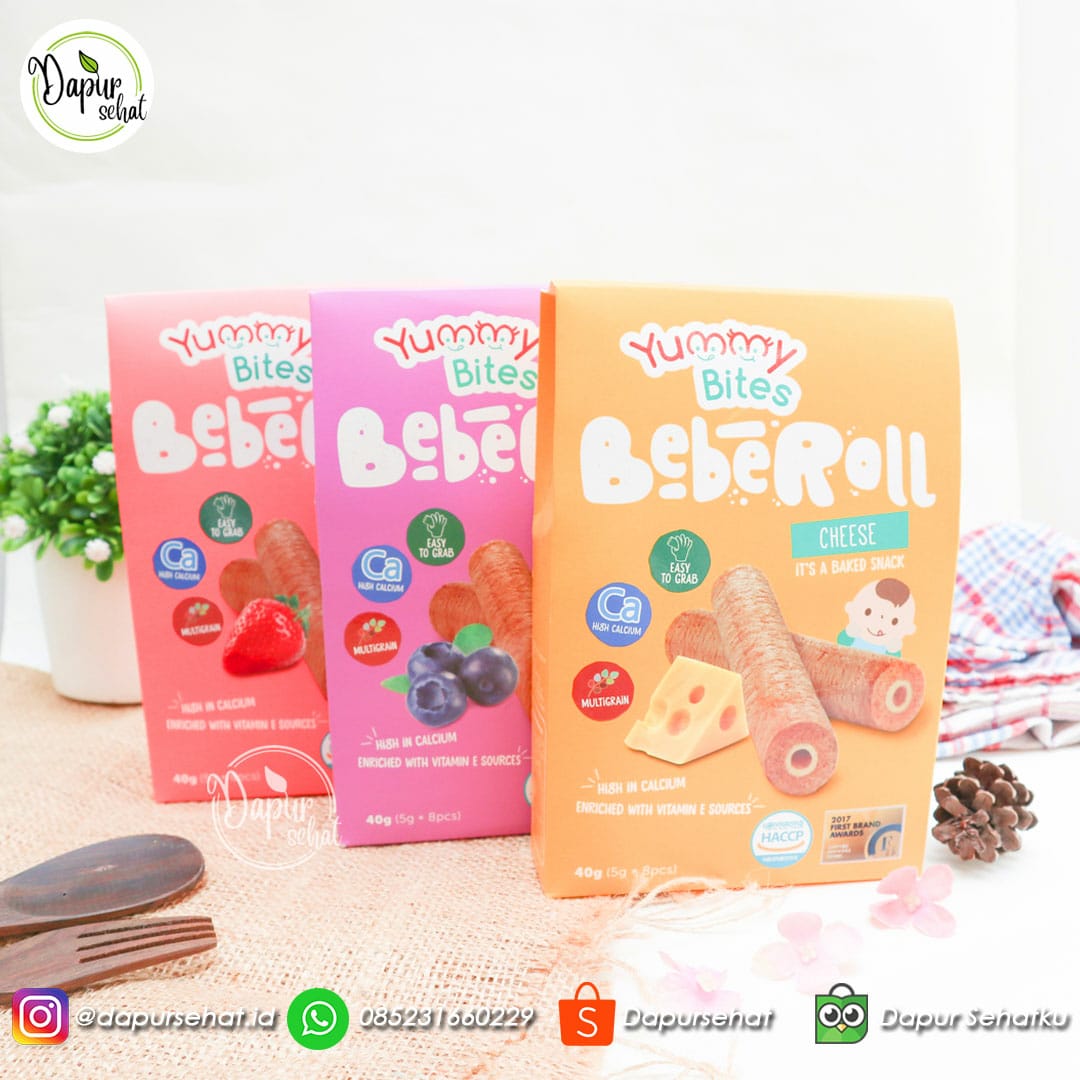 Dapur
sehat
Yummy
Bites
Bebē
EASY
TO GRAB
Ca
HIGH CALCIUM
MULTIGRAIN
HIGH IN CALCIUM
ENRICHED WITH VITAMIN E SOURCES
40g
Yummy
Bites
Bebē
EASY
TO GRAB
Ca
HIGH CALCIUM
MULTIGRAIN
HIGH IN CALCIUM
ENRICHED WITH VITAMIN E SOURCES
40g (5g • 8pcs)
Yummy
Bites
BebēRoll
CHEESE
IT'S A BAKED SNACK
EASY
TO GRAB
Ca
HIGH CALCIUM
MULTIGRAIN
HIGH IN CALCIUM
ENRICHED WITH VITAMIN E SOURCES
HACCP
2017
FIRST BRAND
AWARDS
40g (5g • 8pcs)
Dapur
sehat
@dapursehat.id
085231660229
Dapursehat
Dapur Sehatku